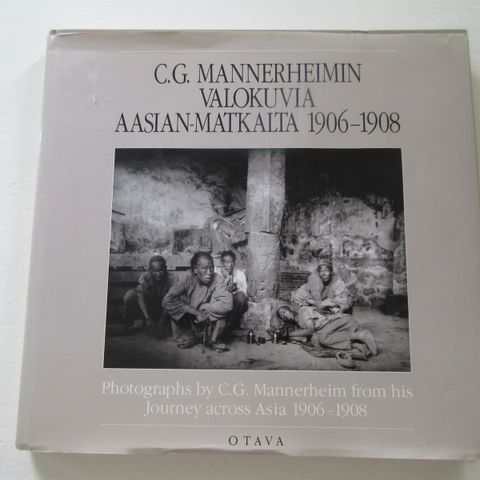 C.G. MANNERHEIMIN
VALOKUVIA
AASIAN-MATKALTA 1906–1908
Photographs by C.G. Mannerheim from his
Journey across Asia 1906–1908
OTAVA